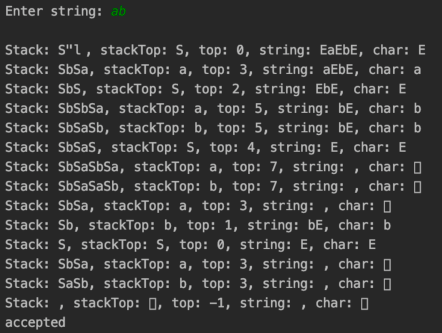 Enter string: ab
Stack: S"l , stackTop: S, top: 0, string: EaEbE, char: E
Stack: SbSa, stackTop: a, top: 3, string: aEbE, char: a
Stack: SbS, stackTop: S, top: 2, string: EbE, char: E
Stack: SbSbSa, stackTop: a, top: 5, string: bE, char: b
Stack: SbSaSb, stackTop: b, top: 5, string: bE, char: b
Stack: SbSaS, stackTop: S, top: 4, string: E, char: E
Stack: SbSaSbSa, stackTop: a, top: 7, string: , char: ▯
Stack: SbSaSaSb, stackTop: b, top: 7, string: , char: ▯
Stack: SbSa, stackTop: a, top: 3, string: , char: ▯
Stack: Sb, stackTop: b, top: 1, string: bE, char: b
Stack: S, stackTop: S, top: 0, string: E, char: E
Stack: SbSa, stackTop: a, top: 3, string: , char: ▯
Stack: SaSb, stackTop: b, top: 3, string: , char: ▯
Stack: , stackTop: ▯, top: -1, string: , char: ▯
accepted